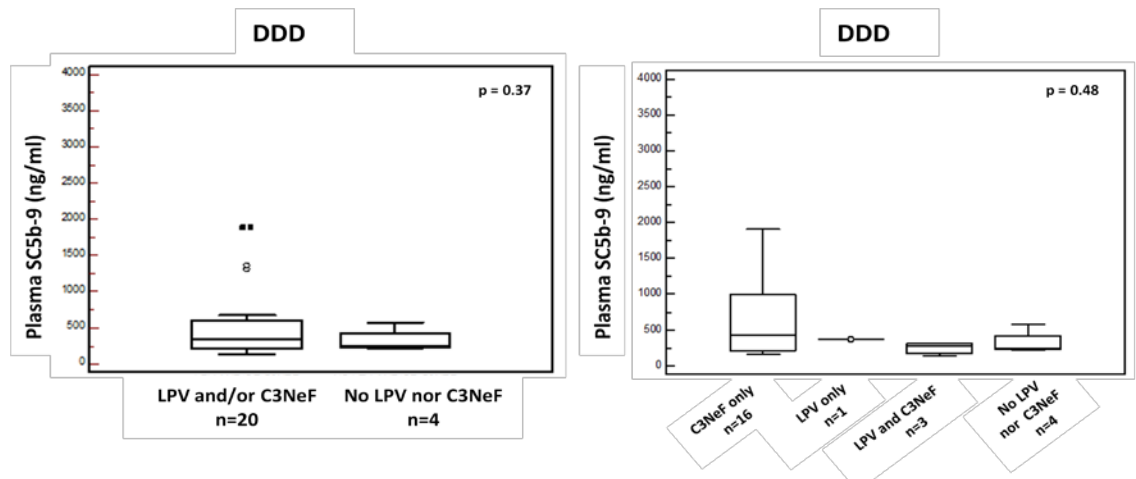 DDD
Plasma SC5b-9 (ng/ml)
4000
3500
3000
2500
2000
1500
1000
500
0
p = 0.37
LPV and/or C3NeF
n=20
No LPV nor C3NeF
n=4
DDD
Plasma SC5b-9 (ng/ml)
4000
3500
3000
2500
2000
1500
1000
500
0
p = 0.48
C3NeF only
n=16
LPV only
n=1
LPV and C3NeF
n=3
No LPV
nor C3NeF
n=4